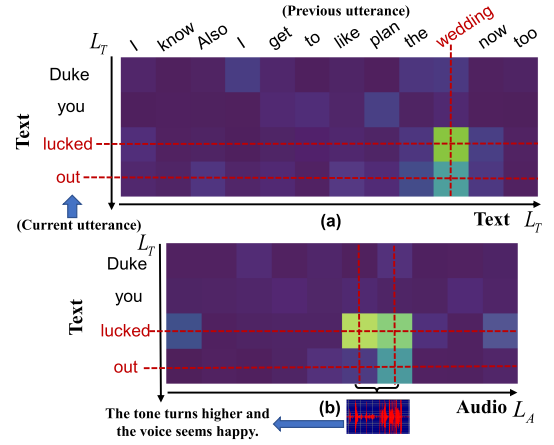 (Previous utterance)
L_T
I know Also I get to like plan the wedding now too
Text
Duke
you
lucked
out
(Current utterance)
(a)
Text L_T
L_T
Text
Duke
you
lucked
out
(b)
Audio L_A
The tone turns higher and
the voice seems happy.